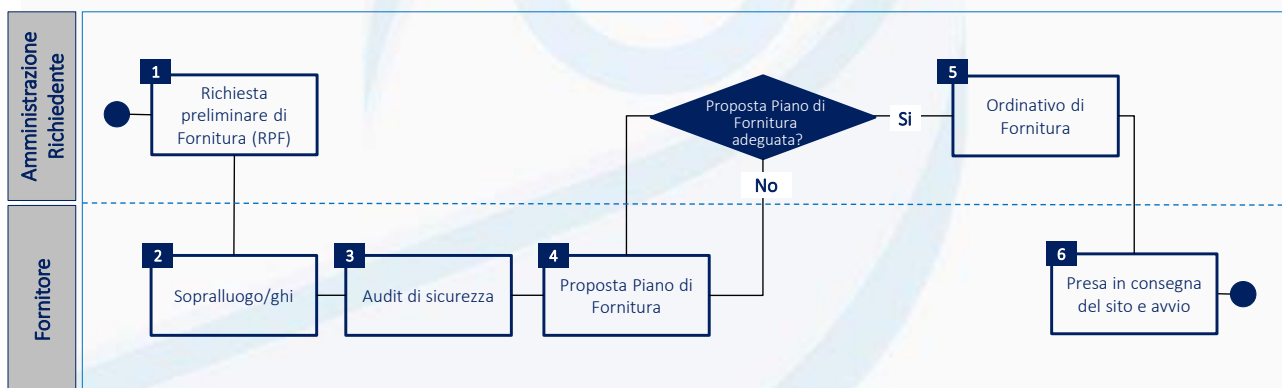 Amministrazione
Richiedente
1
Richiesta
preliminare di
Fornitura (RPF)
Proposta Piano di
Fornitura
adeguata?
Si
No
5
Ordinativo di
Fornitura
Fornitore
2
Sopralluogo/ghi
3
Audit di sicurezza
4
Proposta Piano di
Fornitura
6
Presa in consegna
del sito e avvio